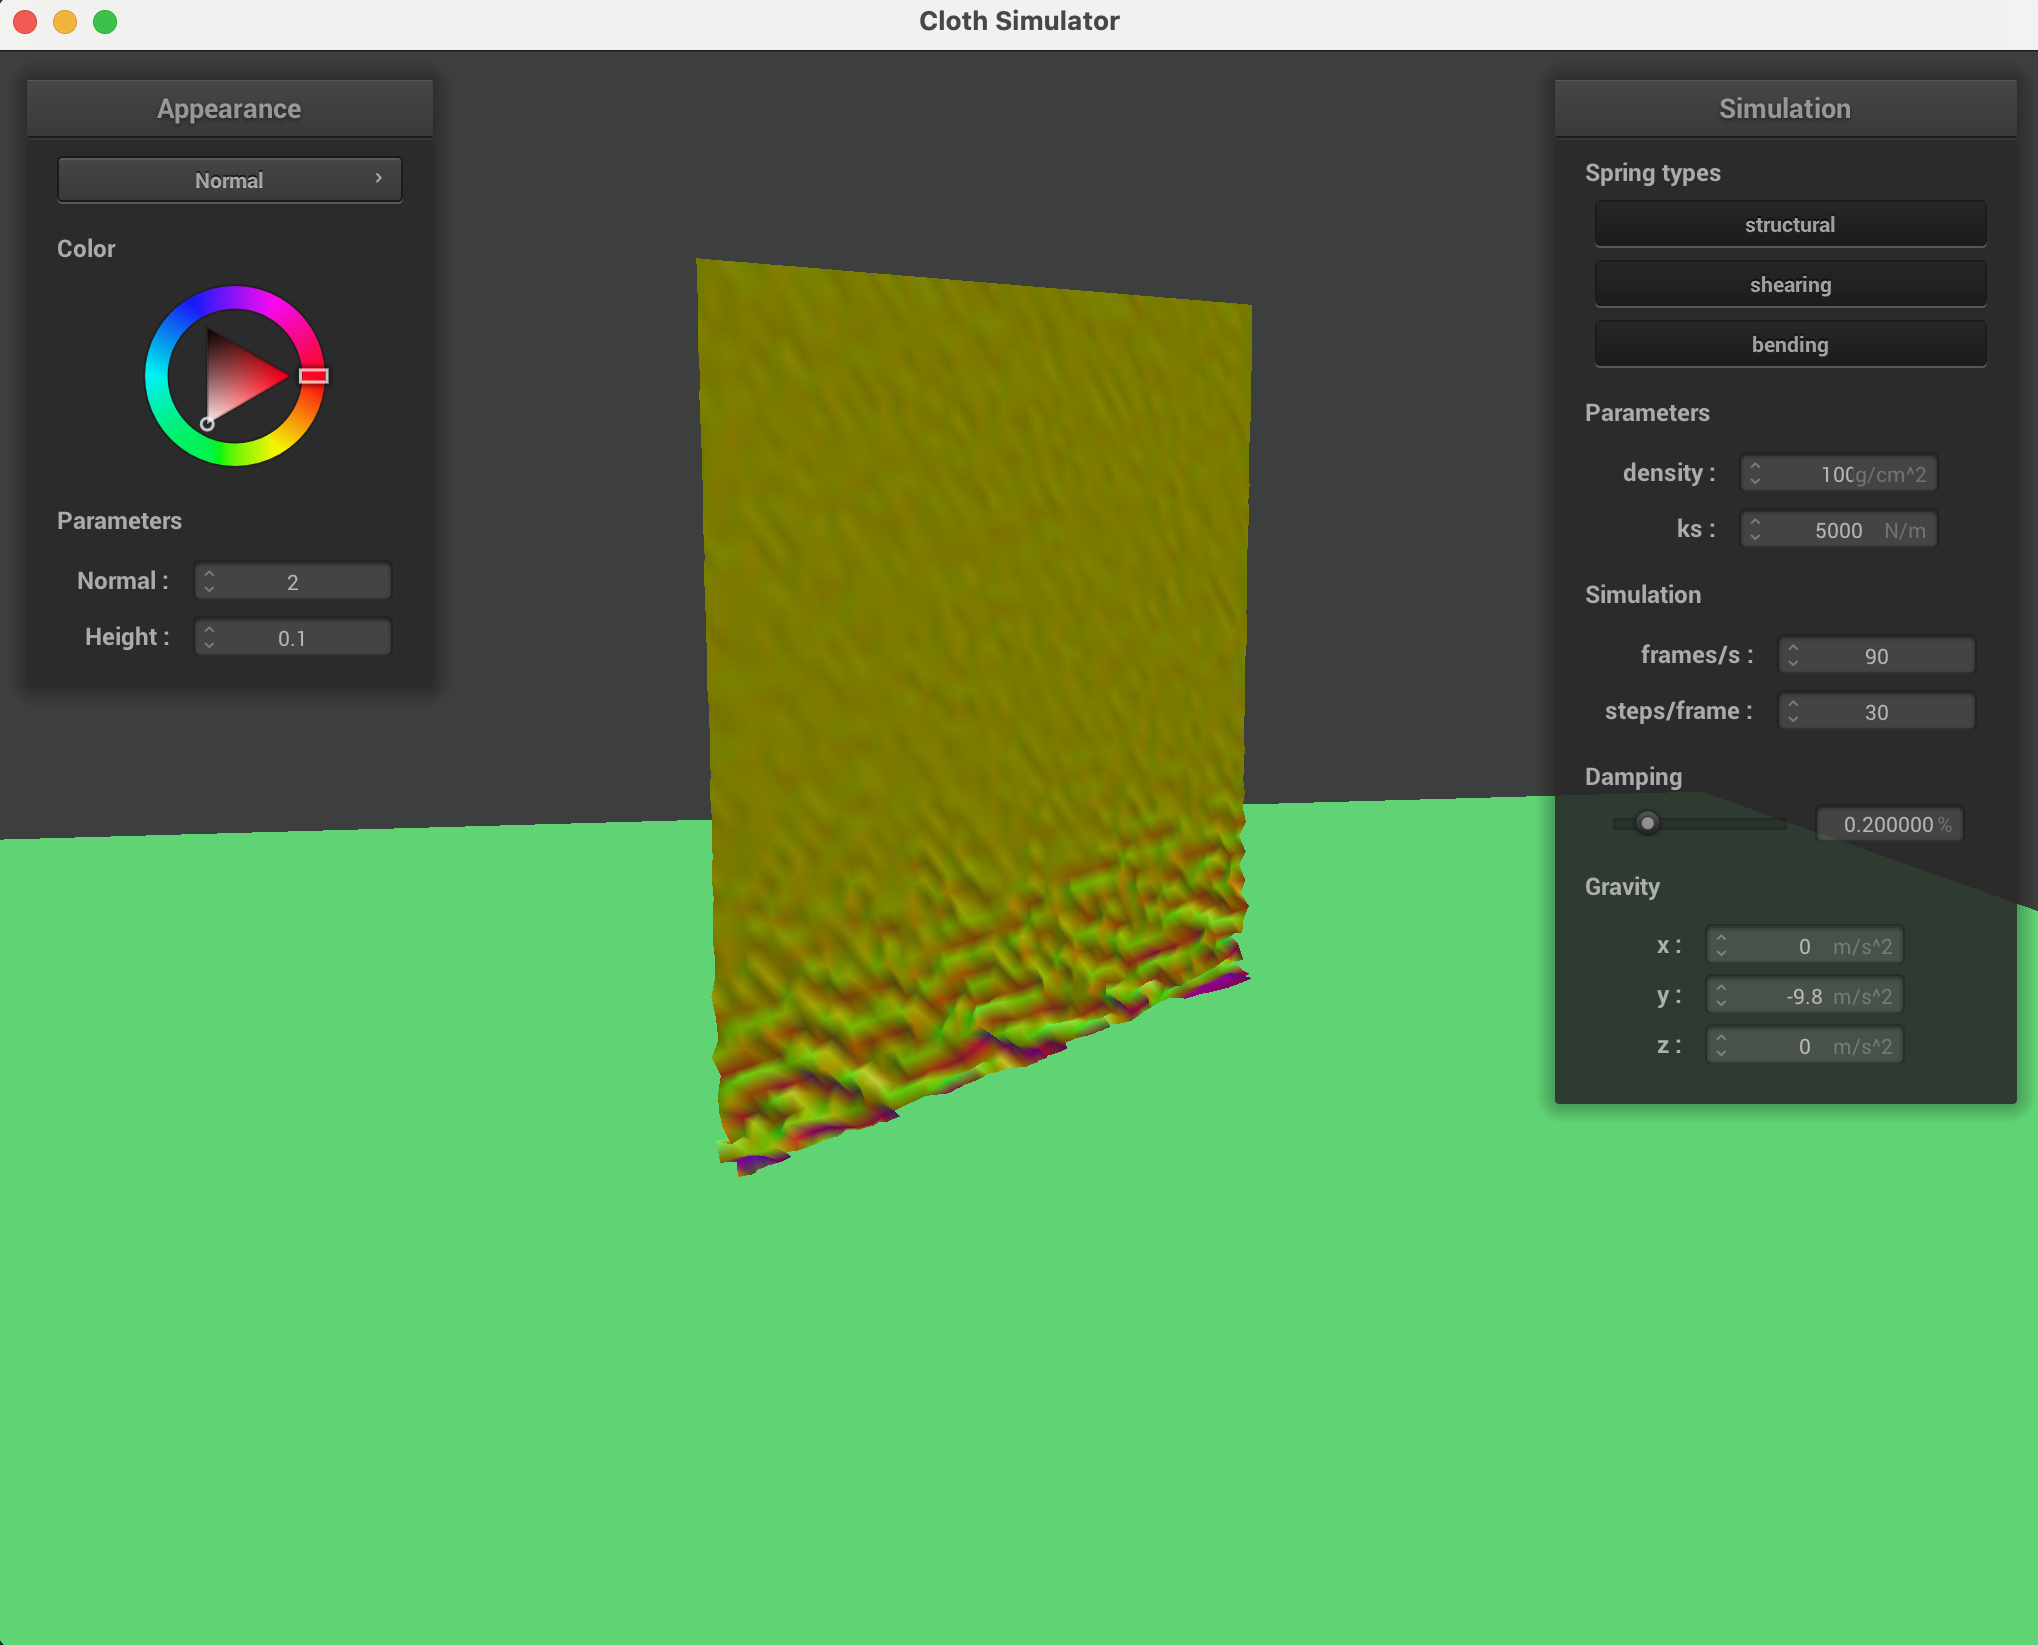 Cloth Simulator
Appearance
Normal
Color
Parameters
Normal : 2
Height : 0.1
Simulation
Spring types
structural
shearing
bending
Parameters
density : 100 g/cm^2
ks : 5000 N/m
Simulation
frames/s : 90
steps/frame : 30
Damping
0.200000 %
Gravity
x : 0 m/s^2
y : -9.8 m/s^2
z : 0 m/s^2